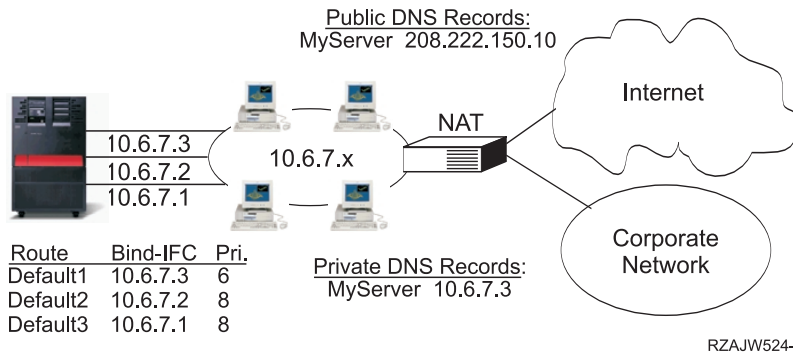 Public DNS Records:
MyServer 208.222.150.10
Internet
NAT
10.6.7.3
10.6.7.2
10.6.7.1
10.6.7.x
Corporate
Network
Route Bind-IFC Pri.
Default1 10.6.7.3 6
Default2 10.6.7.2 8
Default3 10.6.7.1 8
Private DNS Records:
MyServer 10.6.7.3
RZAJW524-